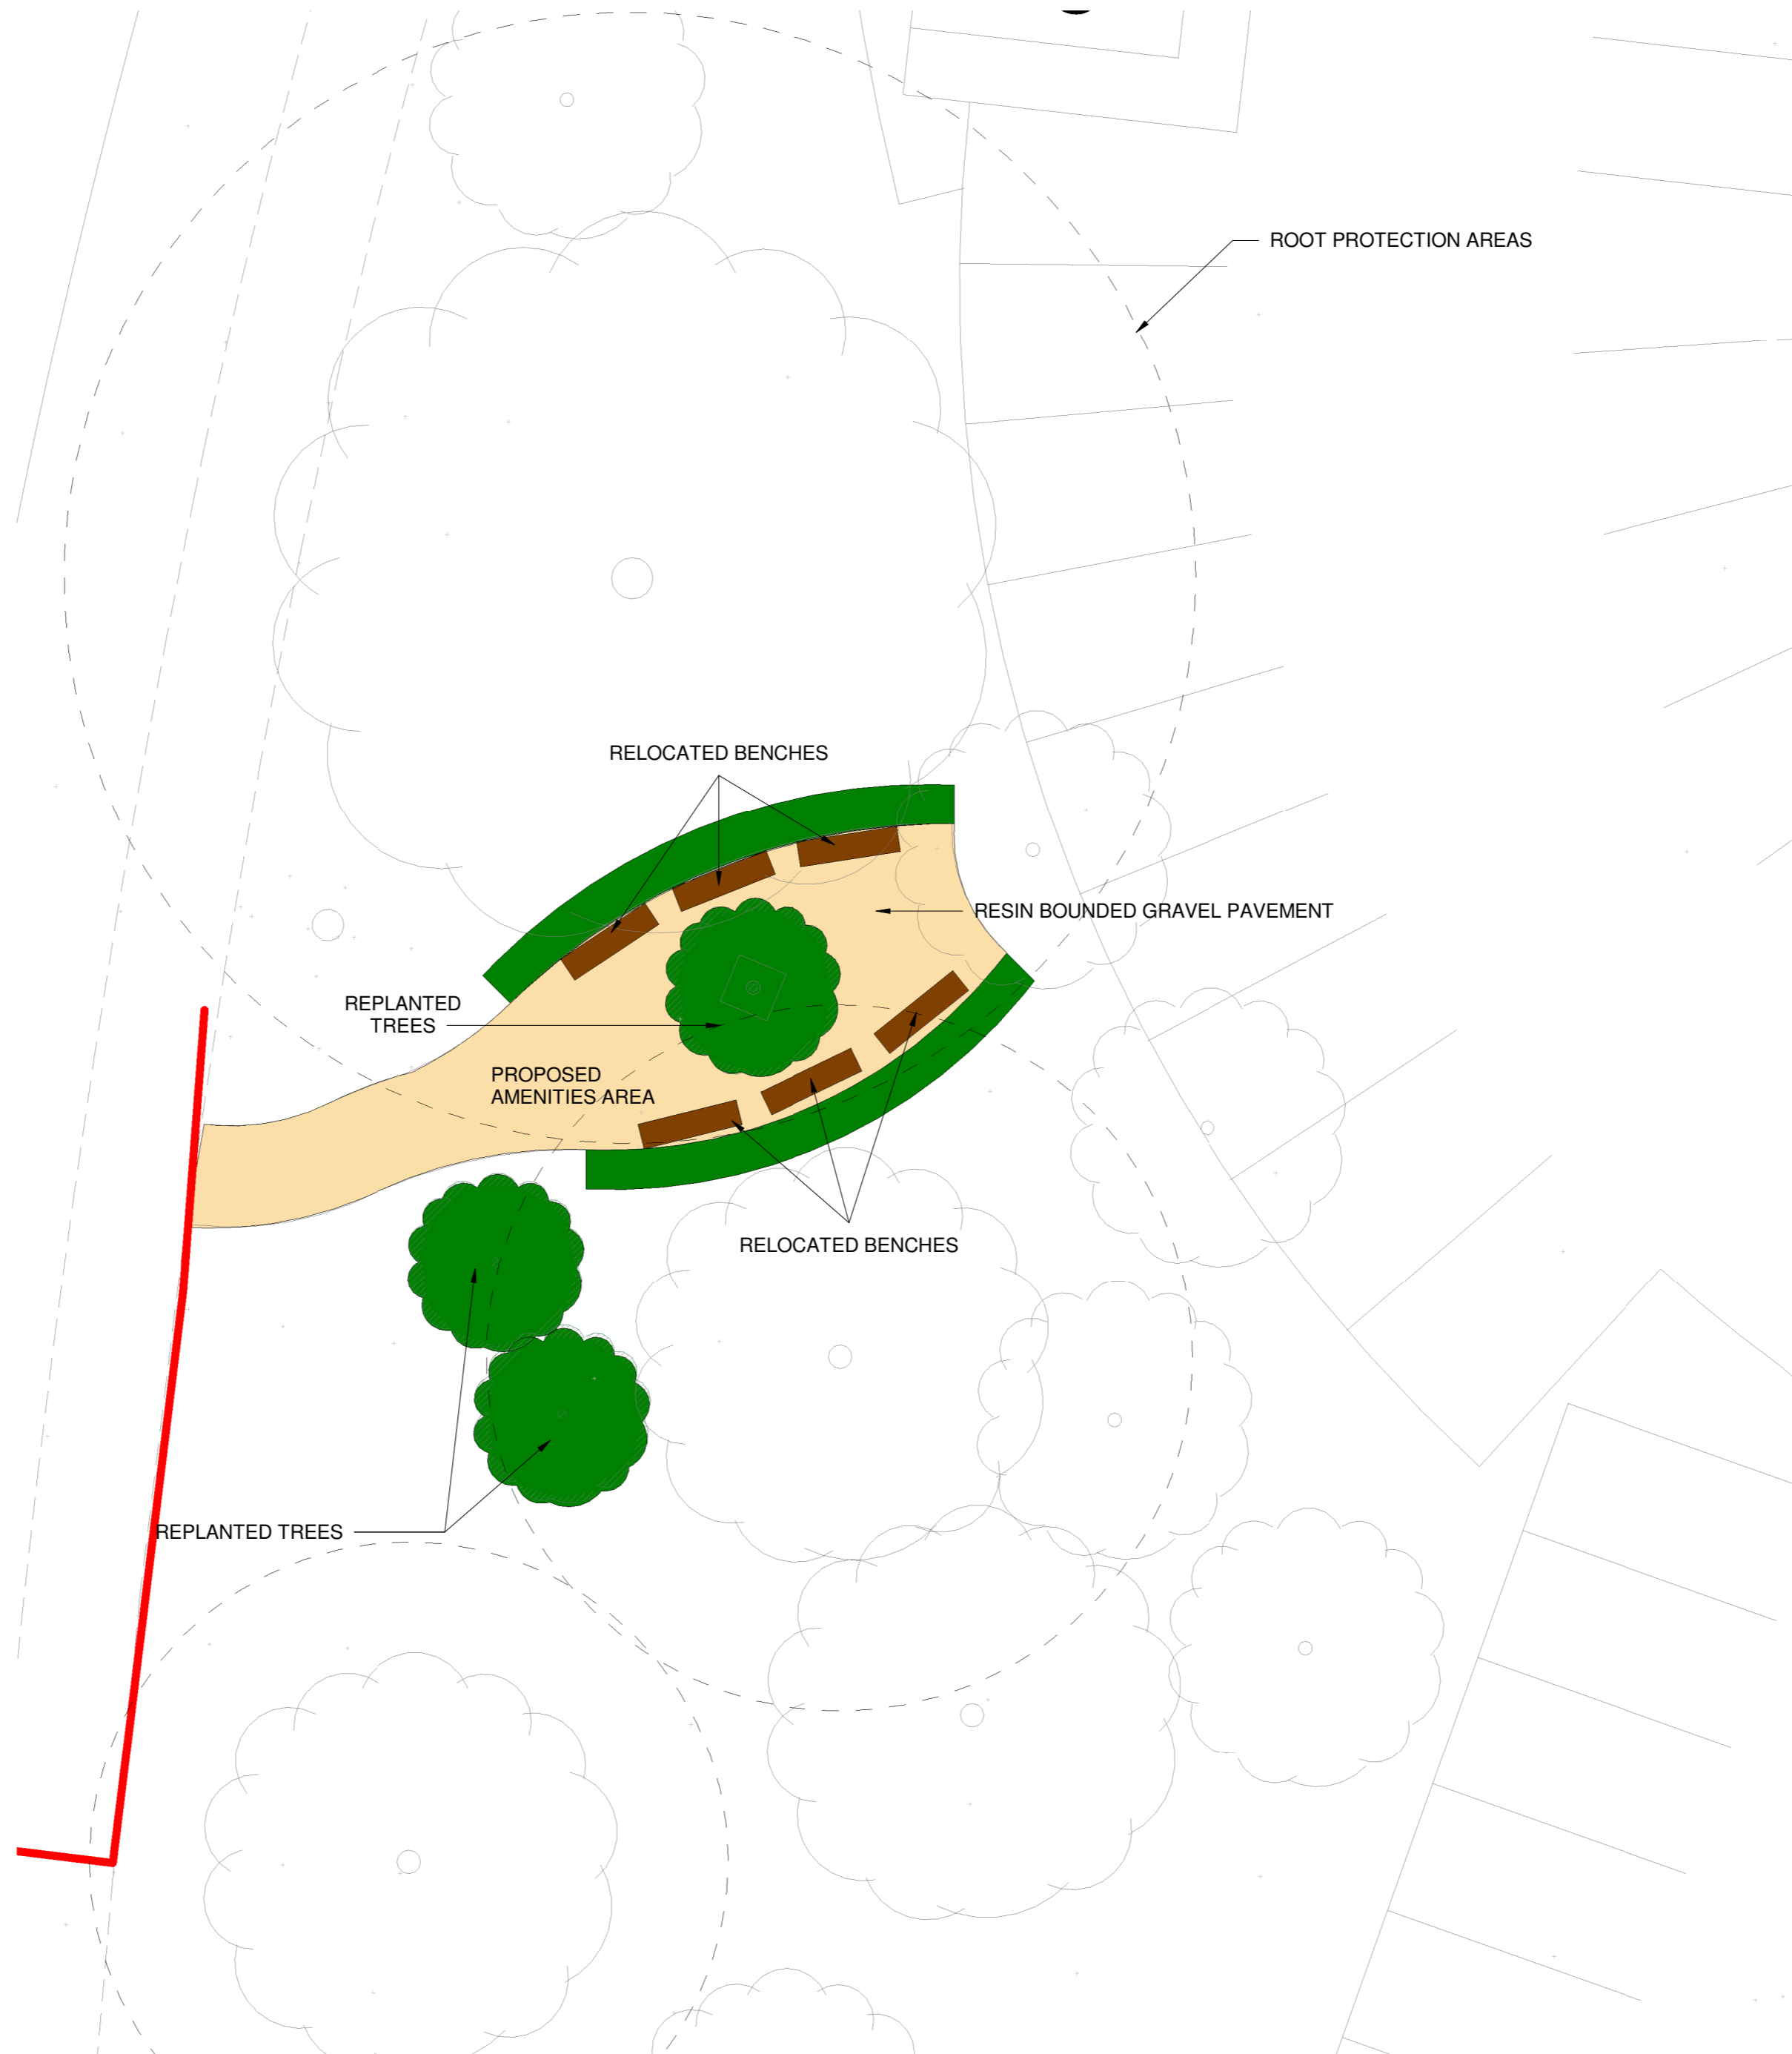 ROOT PROTECTION AREAS
RELOCATED BENCHES
RESIN BOUNDED GRAVEL PAVEMENT
REPLANTED
TREES
PROPOSED
AMENITIES AREA
RELOCATED BENCHES
REPLANTED TREES